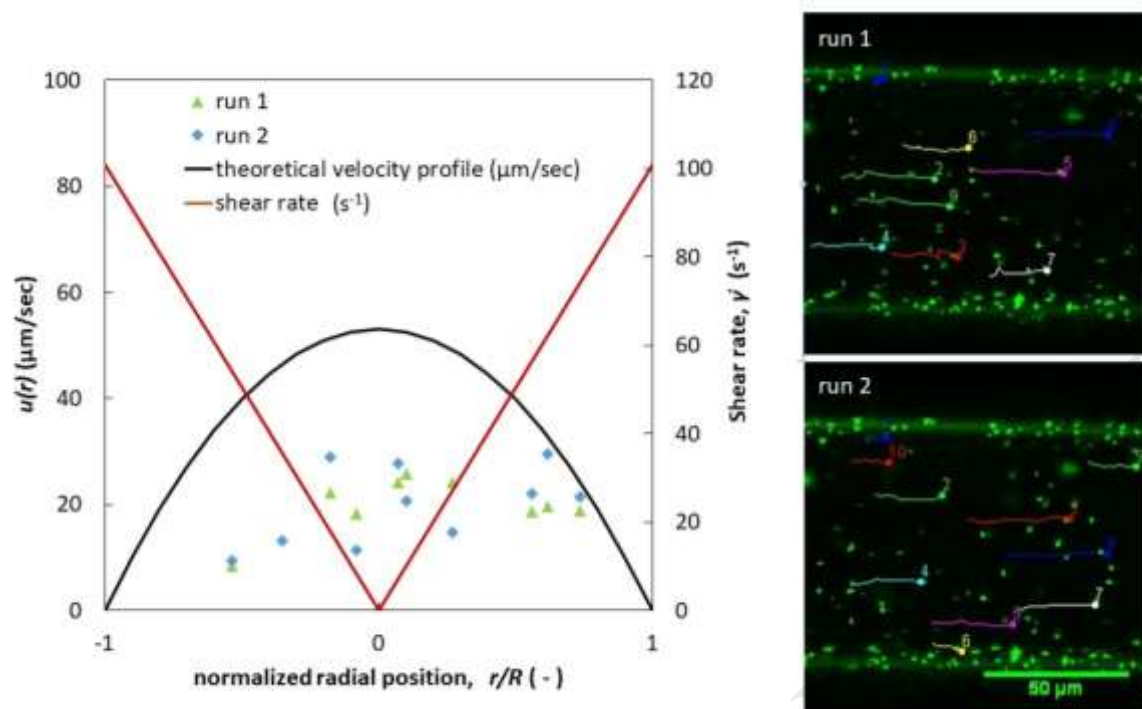 100
80
60
40
20
0
u(r) (μm/sec)
run 1
run 2
theoretical velocity profile (μm/sec)
shear rate (s⁻¹)
120
100
80
60
40
20
0
Shear rate, γ̇ (s⁻¹)
-1
0
1
normalized radial position, r/R ( - )
run 1
6
2
5
9
4
7
run 2
10
4
7
6
50 μm